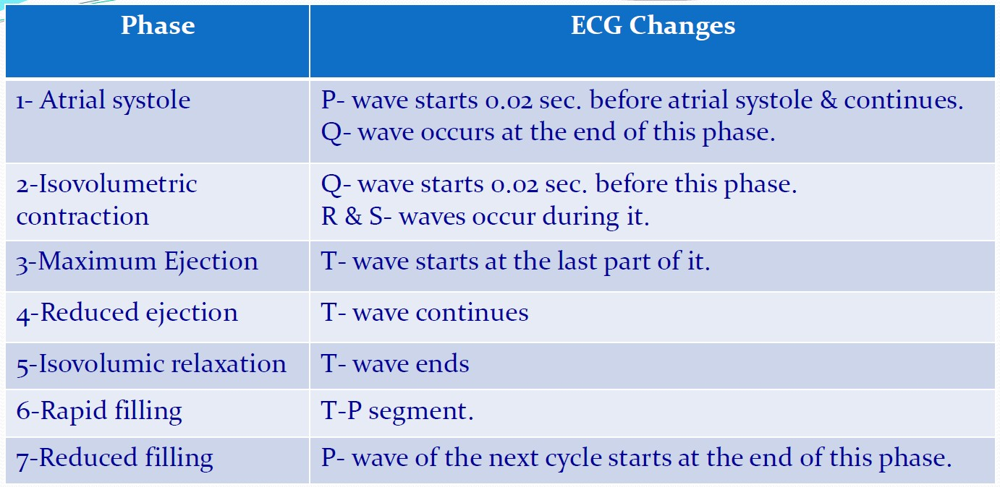 Phase
ECG Changes
1- Atrial systole
P- wave starts 0.02 sec. before atrial systole & continues.
Q- wave occurs at the end of this phase.
2-Isovolumetric
contraction
Q- wave starts 0.02 sec. before this phase.
R & S- waves occur during it.
3-Maximum Ejection
T- wave starts at the last part of it.
4-Reduced ejection
T- wave continues
5-Isovolumic relaxation
T- wave ends
6-Rapid filling
T-P segment.
7-Reduced filling
P- wave of the next cycle starts at the end of this phase.